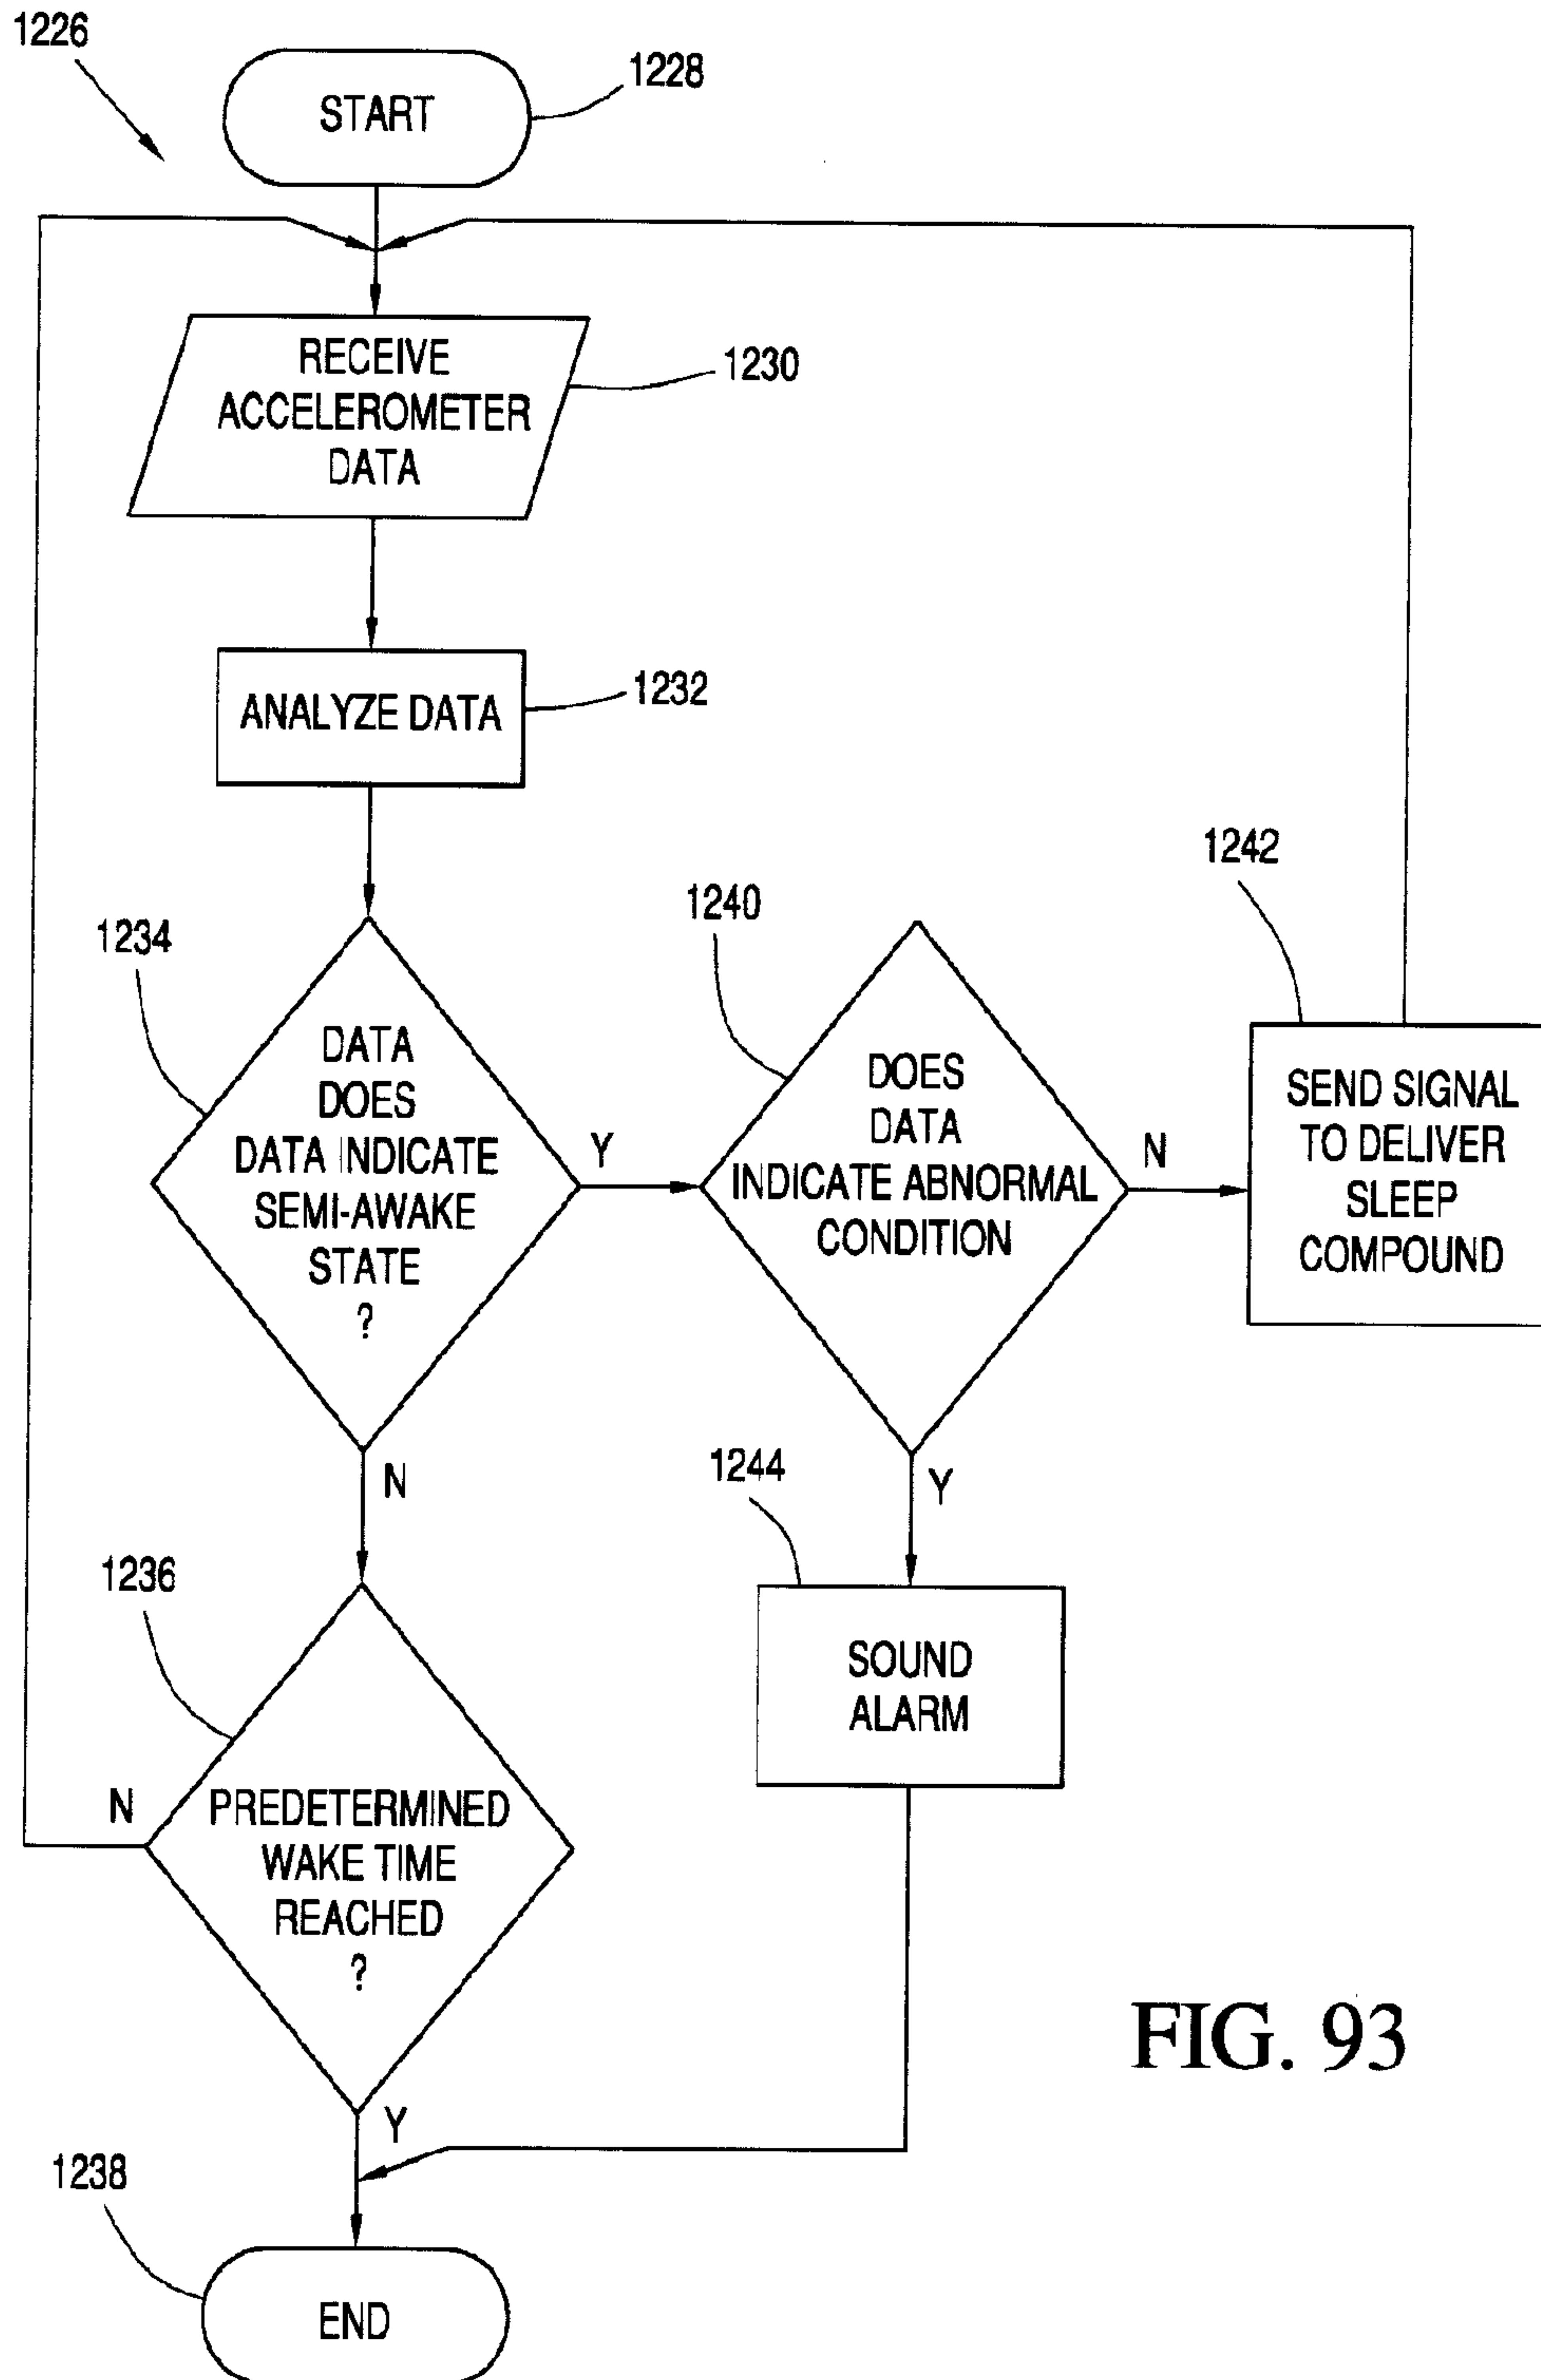 1226
START
1228
RECEIVE
ACCELEROMETER
DATA
1230
ANALYZE DATA
1232
1234
DATA
DOES
DATA INDICATE
SEMI-AWAKE
STATE
?
Y
N
1240
DOES
DATA
INDICATE ABNORMAL
CONDITION
N
Y
1242
SEND SIGNAL
TO DELIVER
SLEEP
COMPOUND
1244
SOUND
ALARM
1236
PREDETERMINED
WAKE TIME
REACHED
?
N
Y
1238
END
FIG. 93